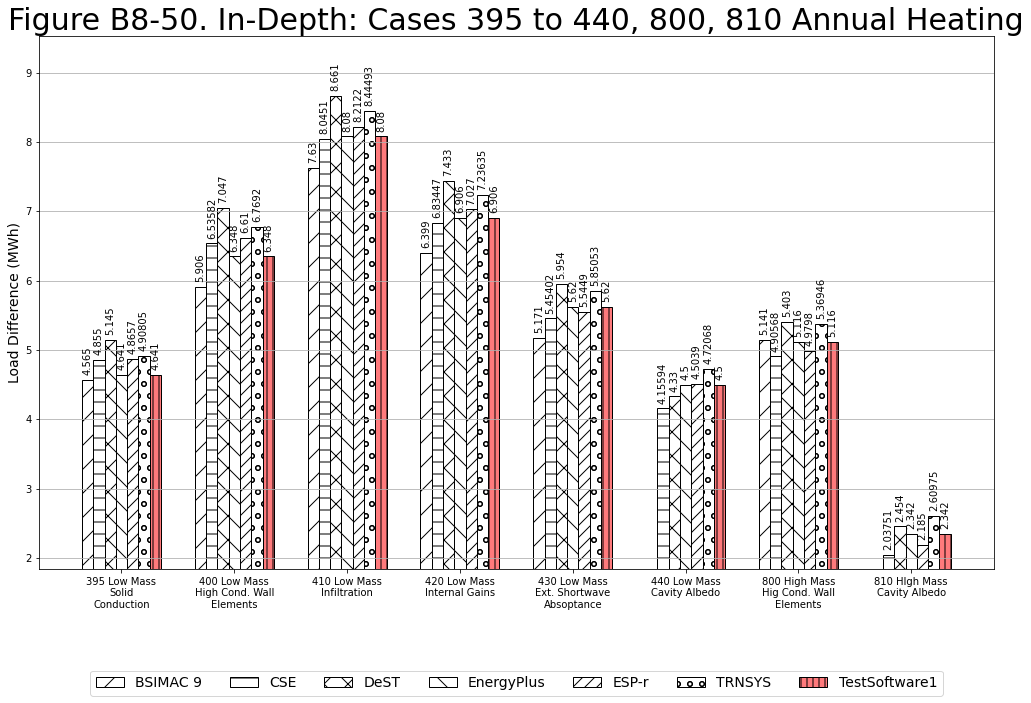 Figure B8-50. In-Depth: Cases 395 to 440, 800, 810 Annual Heating
Load Difference (MWh)
9
8
7
6
5
4
3
2
4.565 4.855 5.145 4.641 4.8657 4.90805 4.641
5.906 6.53582 7.047 6.348 6.61 6.7692 6.348
7.63 8.0451 8.661 8.08 8.2122 8.44493 8.08
6.399 6.83447 7.433 6.906 7.027 7.23635 6.906
5.171 5.45402 5.954 5.62 5.5449 5.85053 5.62
4.15594 4.33 4.5 4.5039 4.72068 4.5
5.141 4.90568 5.403 5.116 4.9798 5.36946 5.116
2.03751 2.454 2.342 2.185 2.60975 2.342
395 Low Mass
Solid
Conduction
400 Low Mass
High Cond. Wall
Elements
410 Low Mass
Infiltration
420 Low Mass
Internal Gains
430 Low Mass
Ext. Shortwave
Absoptance
440 Low Mass
Cavity Albedo
800 High Mass
Hig Cond. Wall
Elements
810 HIgh Mass
Cavity Albedo
BSIMAC 9 CSE DeST EnergyPlus ESP-r TRNSYS TestSoftware1